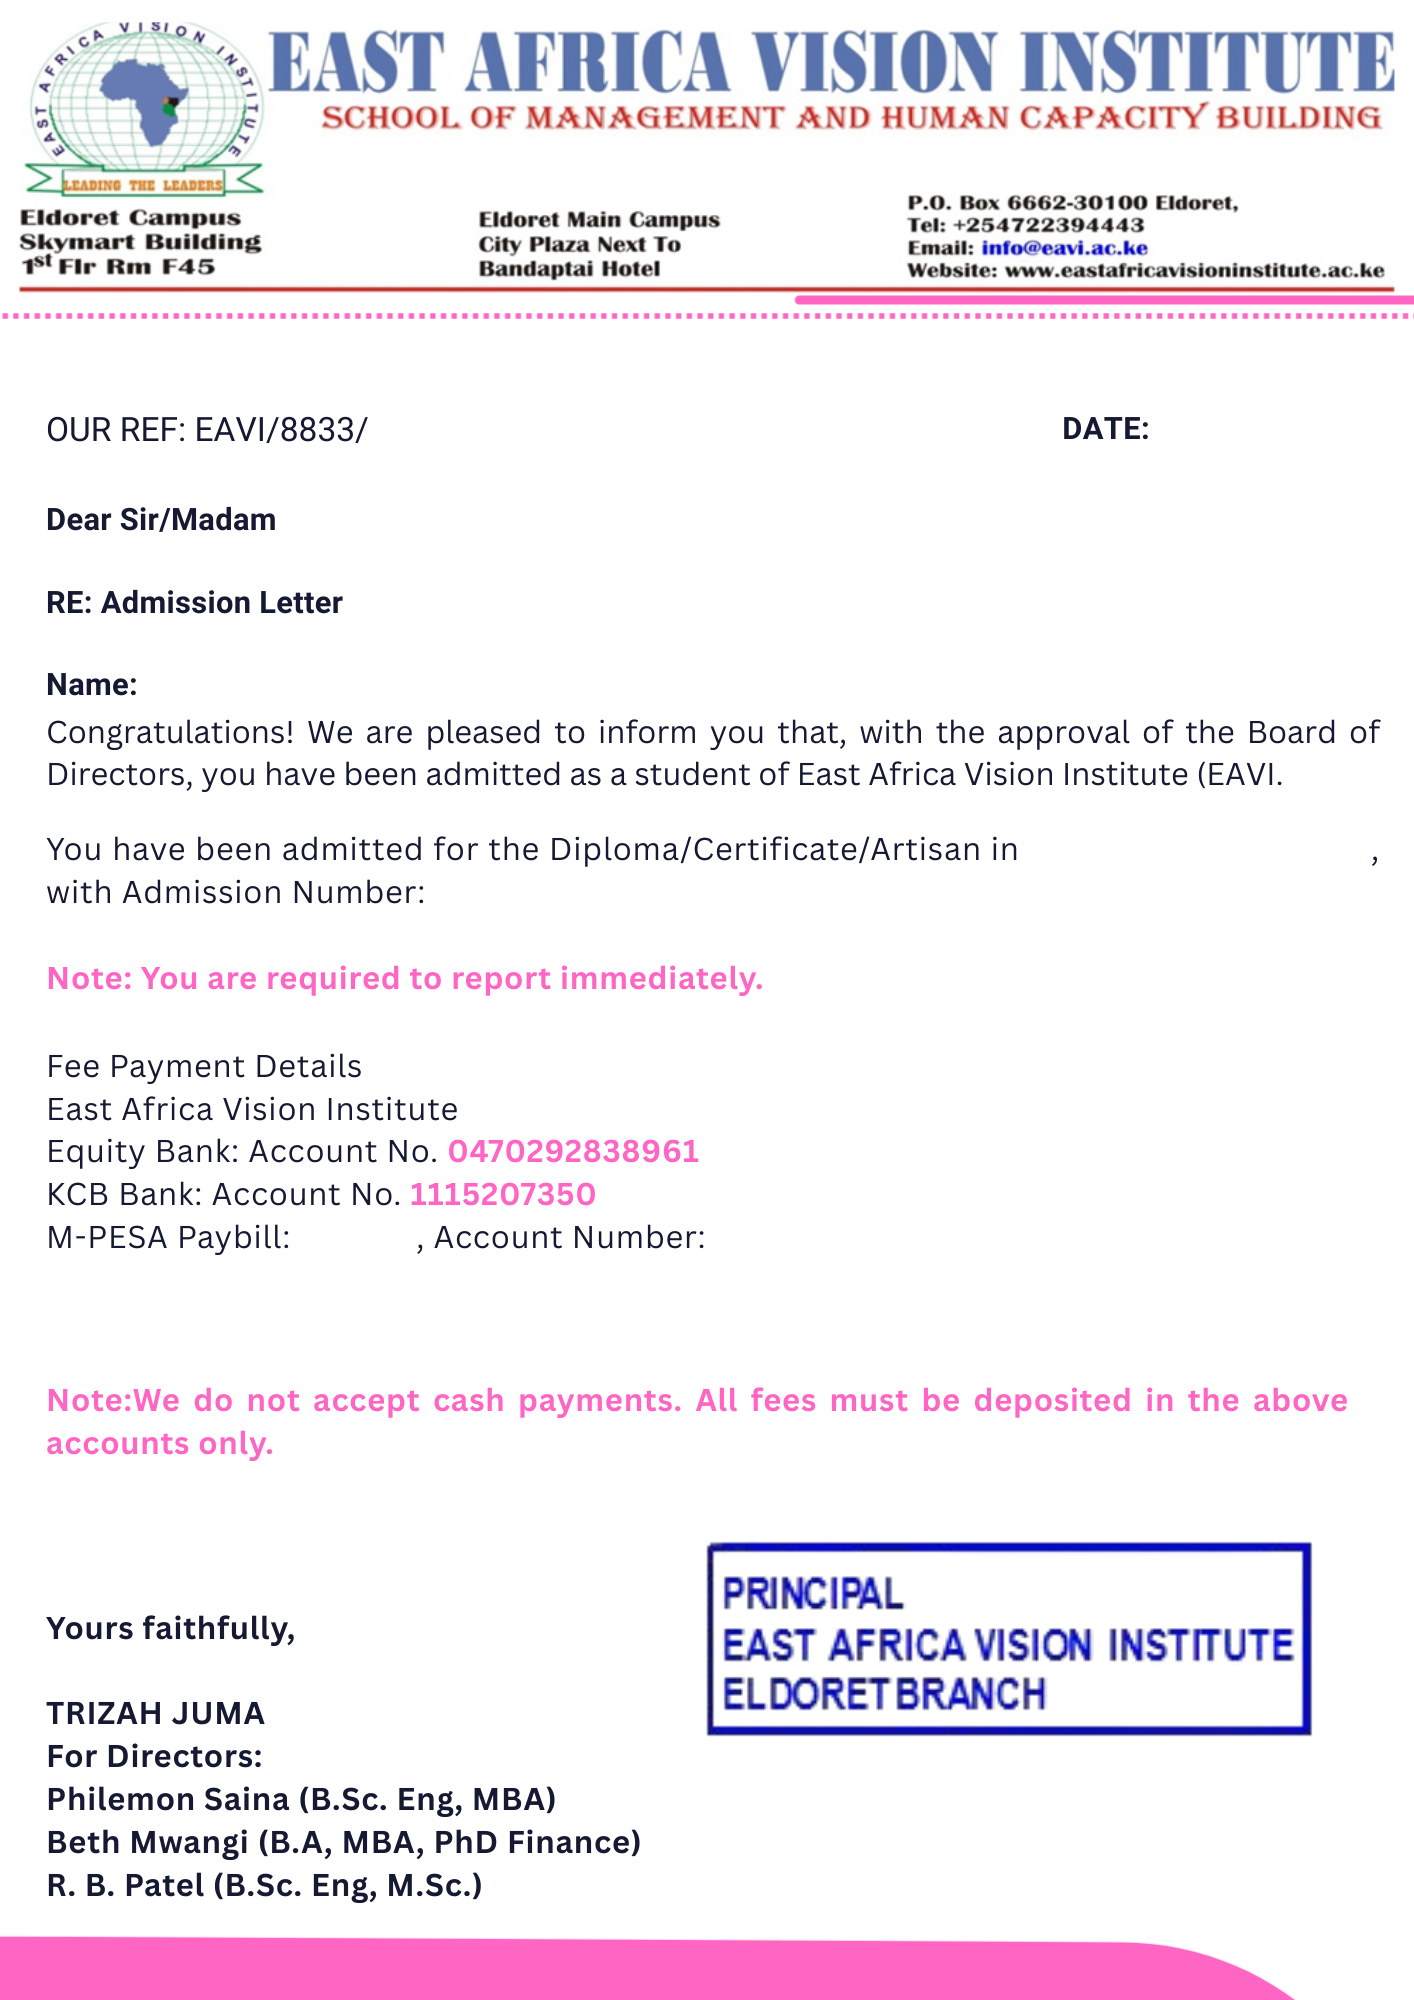 EAST AFRICA VISION INSTITUTE
LEADING THE LEADERS
EAST AFRICA VISION INSTITUTE
SCHOOL OF MANAGEMENT AND HUMAN CAPACITY BUILDING
Eldoret Campus
Skymart Building
1st Flr Rm F45
Eldoret Main Campus
City Plaza Next To
Bandaptai Hotel
P.O. Box 6662-30100 Eldoret,
Tel: +254722394443
Email: info@eavi.ac.ke
Website: www.eastafricavisioninstitute.ac.ke
OUR REF: EAVI/8833/
DATE:
Dear Sir/Madam
RE: Admission Letter
Name:
Congratulations! We are pleased to inform you that, with the approval of the Board of
Directors, you have been admitted as a student of East Africa Vision Institute (EAVI.
You have been admitted for the Diploma/Certificate/Artisan in ,
with Admission Number:
Note: You are required to report immediately.
Fee Payment Details
East Africa Vision Institute
Equity Bank: Account No. 0470292838961
KCB Bank: Account No. 1115207350
M-PESA Paybill: , Account Number:
Note:We do not accept cash payments. All fees must be deposited in the above
accounts only.
PRINCIPAL
EAST AFRICA VISION INSTITUTE
ELDORET BRANCH
Yours faithfully,
TRIZAH JUMA
For Directors:
Philemon Saina (B.Sc. Eng, MBA)
Beth Mwangi (B.A, MBA, PhD Finance)
R. B. Patel (B.Sc. Eng, M.Sc.)